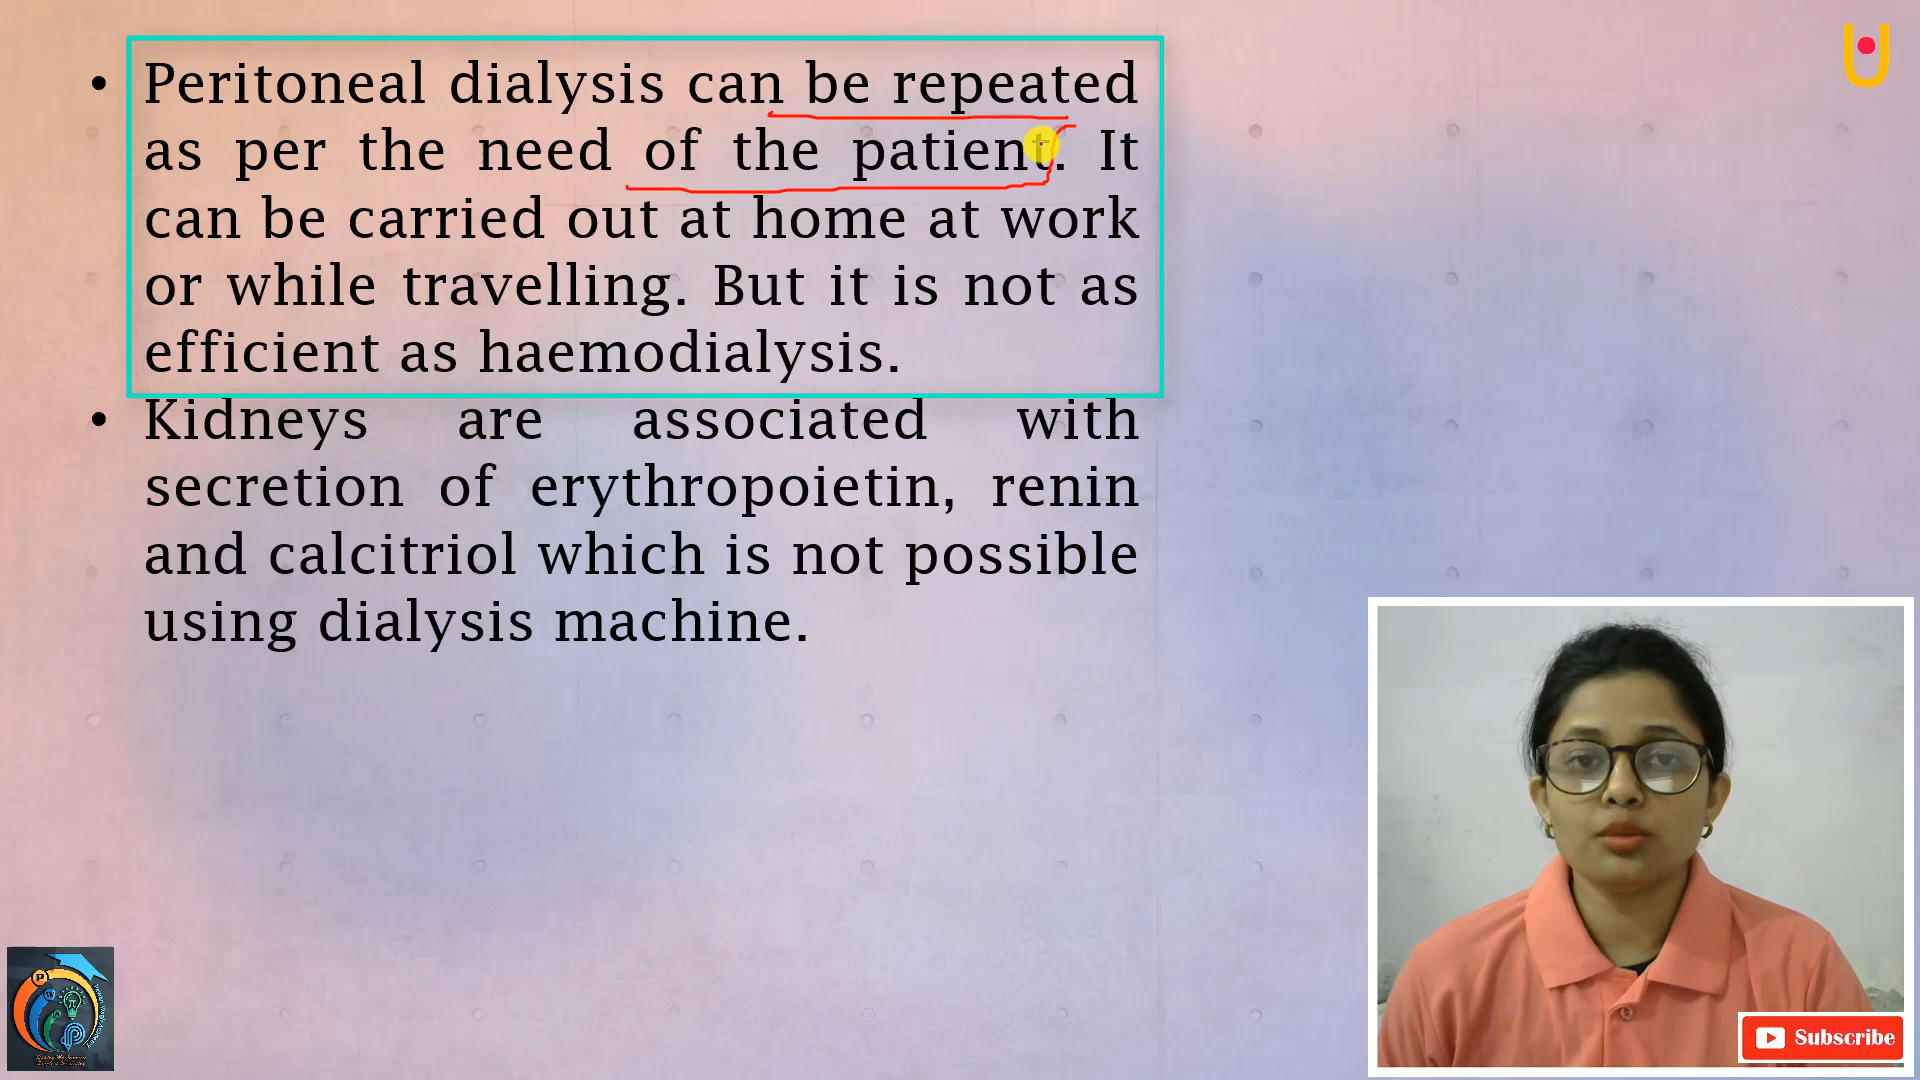 • Peritoneal dialysis can be repeated
as per the need of the patient. It
can be carried out at home at work
or while travelling. But it is not as
efficient as haemodialysis.
• Kidneys are associated with
secretion of erythropoietin, renin
and calcitriol which is not possible
using dialysis machine.
Subscribe